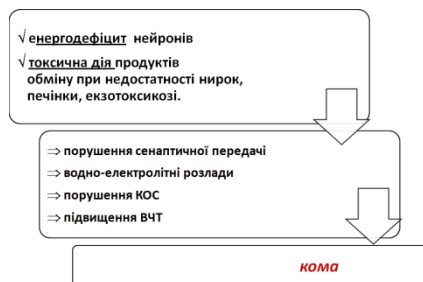 √ енергодефіцит нейронів
√ токсична дія продуктів
обміну при недостатності нирок,
печінки, екзотоксикозі.
⇒ порушення сенаптичної передачі
⇒ водно-електролітні розлади
⇒ порушення КОС
⇒ підвищення ВЧТ
кома